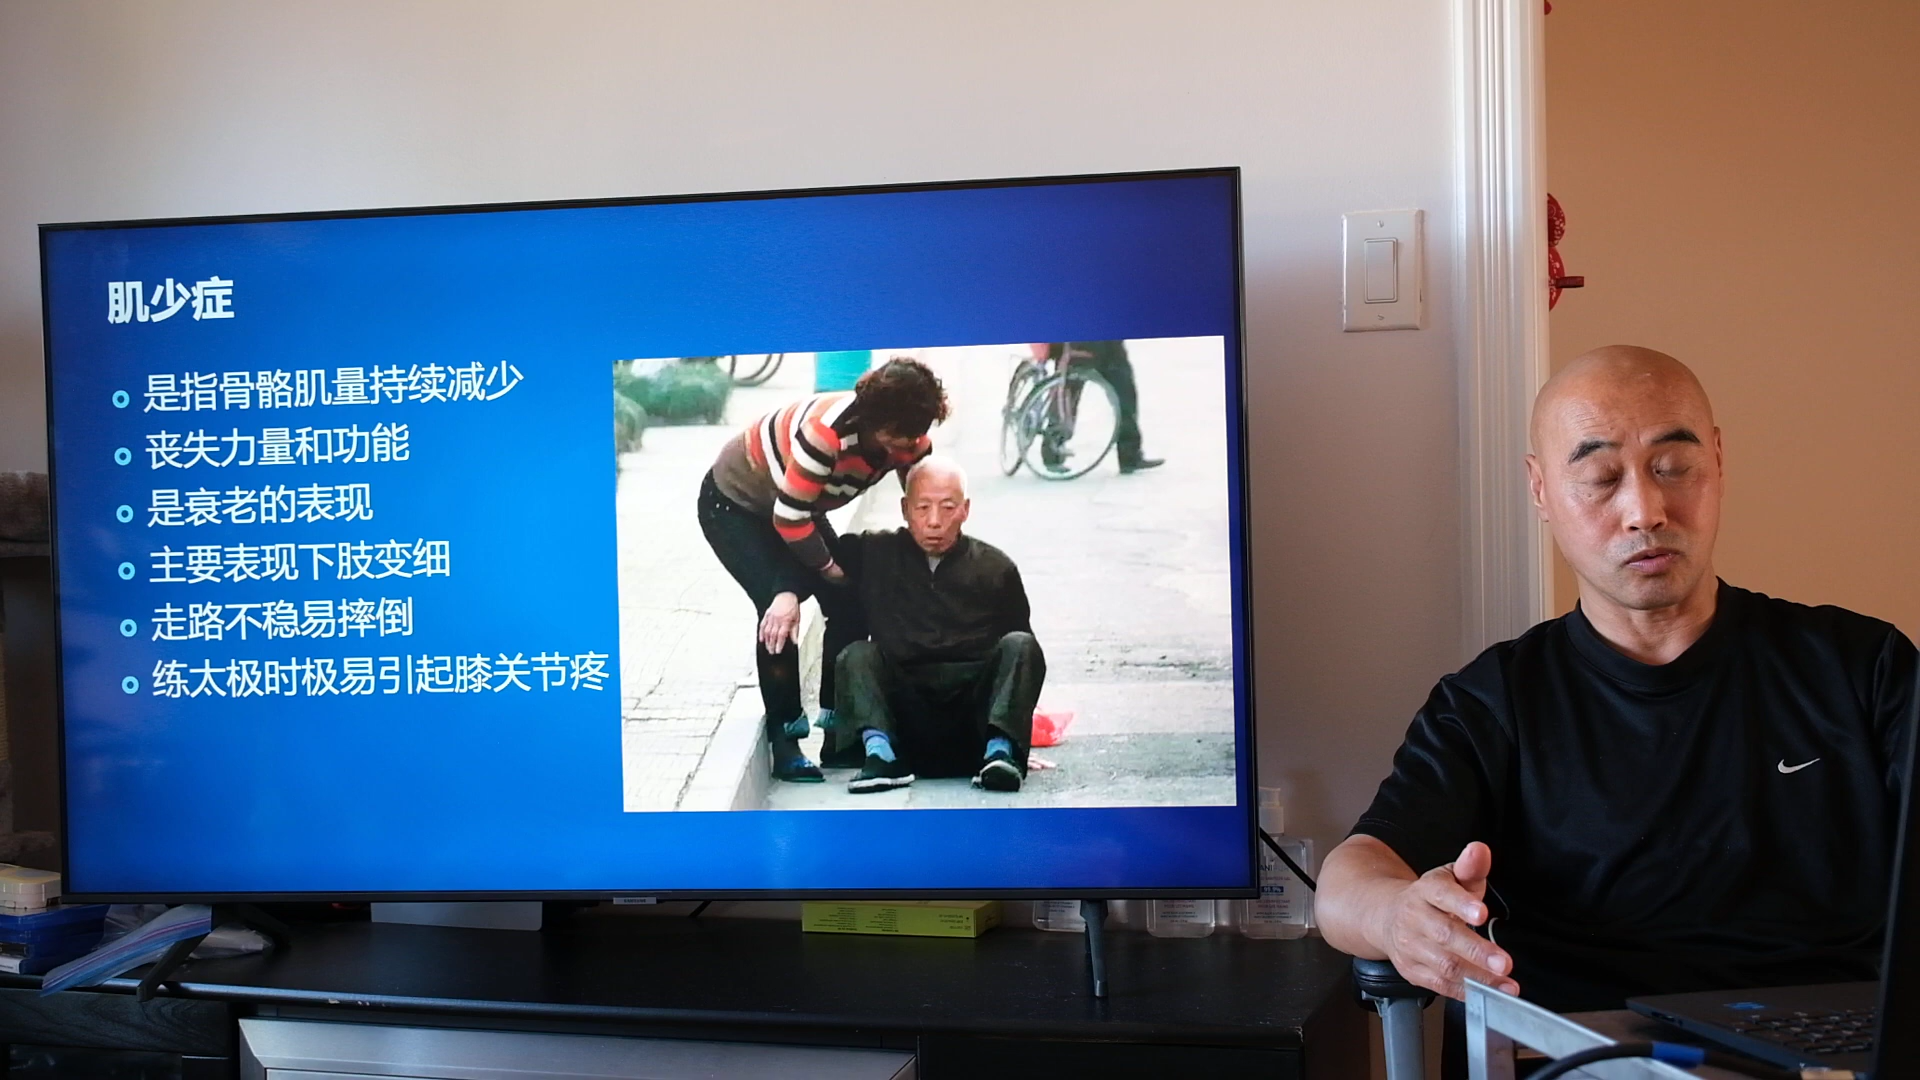 肌少症
是指骨骼肌量持续减少
丧失力量和功能
是衰老的表现
主要表现下肢变细
走路不稳易摔倒
练太极时极易引起膝关节疼